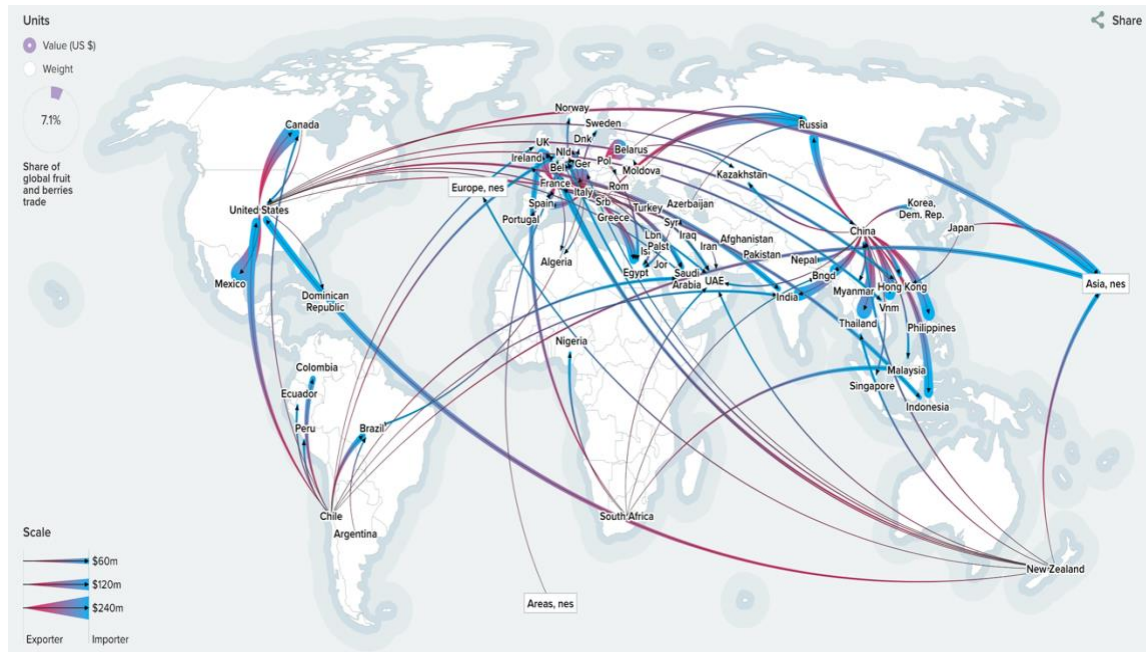 Units
Share
Value (US $)
Weight
7.1%
Share of
global fruit
and berries
trade
Norway
Sweden
Russia
Canada
UK
Dnk
Nld
Belarus
Ireland
Bel
Ger
Pol
Moldova
Kazakhstan
Europe, nes
France
Italy
Rom
United States
Spain
Srb
Turkey
Azerbaijan
Korea,
Dem. Rep.
Portugal
Greece
Syr
Japan
China
Lbn
Iraq
Afghanistan
Palst
Iran
Isr
Pakistan
Algeria
Jor
Nepal
Egypt
Saudi
Arabia
UAE
Bngd
Mexico
Myanmar
Hong Kong
Asia, nes
Dominican
Republic
India
Vnm
Thailand
Philippines
Nigeria
Colombia
Malaysia
Singapore
Ecuador
Indonesia
Peru
Brazil
Chile
South Africa
Argentina
New Zealand
Areas, nes
Scale
$60m
$120m
$240m
Exporter
Importer